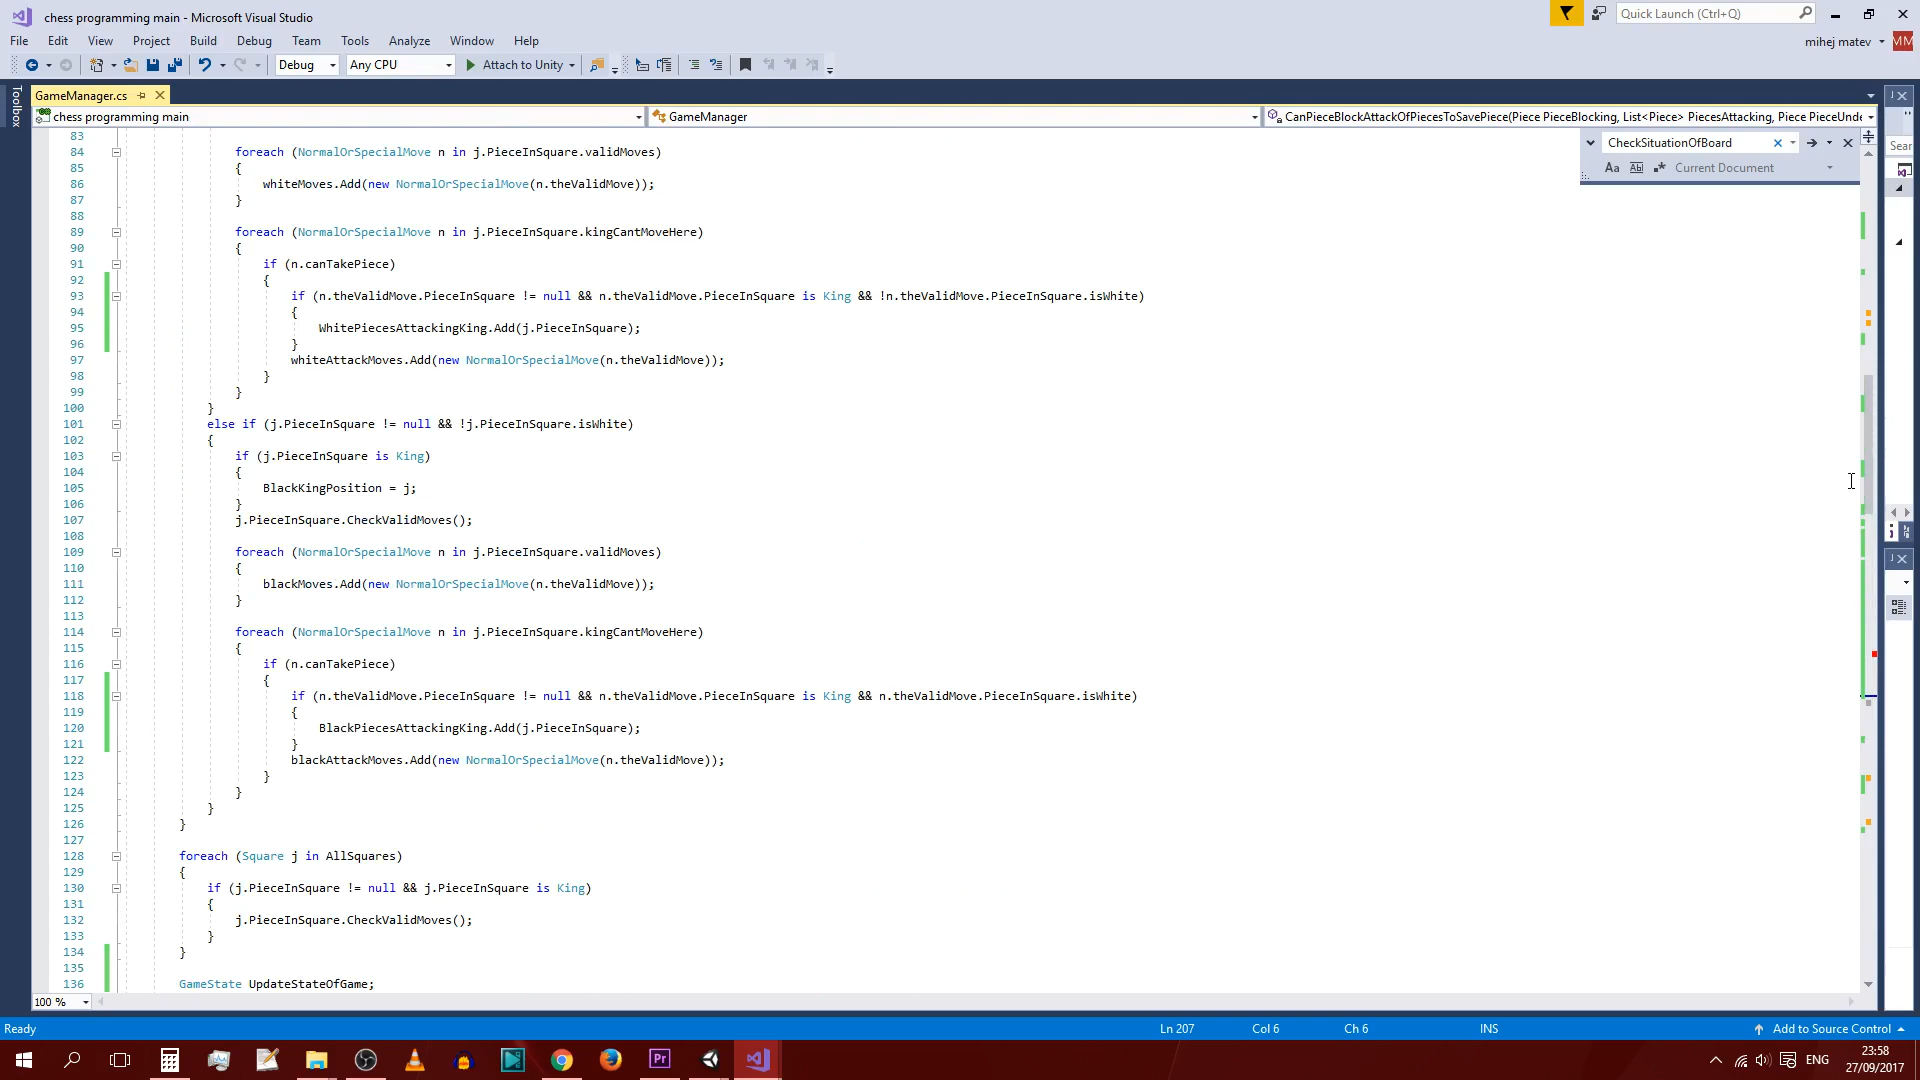 chess programming main - Microsoft Visual Studio
Quick Launch (Ctrl+Q)
File Edit View Project Build Debug Team Tools Analyze Window Help
mihej matev MM
Debug Any CPU Attach to Unity
Toolbox
GameManager.cs
chess programming main GameManager CanPieceBlockAttackOfPiecesToSavePiece(Piece PieceBlocking, List<Piece> PiecesAttacking, Piece PieceUnde
CheckSituationOfBoard
Aa Ab Current Document
Sear
83
84 foreach (NormalOrSpecialMove n in j.PieceInSquare.validMoves)
85 {
86 whiteMoves.Add(new NormalOrSpecialMove(n.theValidMove));
87 }
88
89 foreach (NormalOrSpecialMove n in j.PieceInSquare.kingCantMoveHere)
90 {
91 if (n.canTakePiece)
92 {
93 if (n.theValidMove.PieceInSquare != null && n.theValidMove.PieceInSquare is King && !n.theValidMove.PieceInSquare.isWhite)
94 {
95 WhitePiecesAttackingKing.Add(j.PieceInSquare);
96 }
97 whiteAttackMoves.Add(new NormalOrSpecialMove(n.theValidMove));
98 }
99 }
100 }
101 else if (j.PieceInSquare != null && !j.PieceInSquare.isWhite)
102 {
103 if (j.PieceInSquare is King)
104 {
105 BlackKingPosition = j;
106 }
107 j.PieceInSquare.CheckValidMoves();
108
109 foreach (NormalOrSpecialMove n in j.PieceInSquare.validMoves)
110 {
111 blackMoves.Add(new NormalOrSpecialMove(n.theValidMove));
112 }
113
114 foreach (NormalOrSpecialMove n in j.PieceInSquare.kingCantMoveHere)
115 {
116 if (n.canTakePiece)
117 {
118 if (n.theValidMove.PieceInSquare != null && n.theValidMove.PieceInSquare is King && n.theValidMove.PieceInSquare.isWhite)
119 {
120 BlackPiecesAttackingKing.Add(j.PieceInSquare);
121 }
122 blackAttackMoves.Add(new NormalOrSpecialMove(n.theValidMove));
123 }
124 }
125 }
126 }
127
128 foreach (Square j in AllSquares)
129 {
130 if (j.PieceInSquare != null && j.PieceInSquare is King)
131 {
132 j.PieceInSquare.CheckValidMoves();
133 }
134 }
135
136 GameState UpdateStateOfGame;
100 %
Ready Ln 207 Col 6 Ch 6 INS Add to Source Control
Pr ENG 23:58
27/09/2017